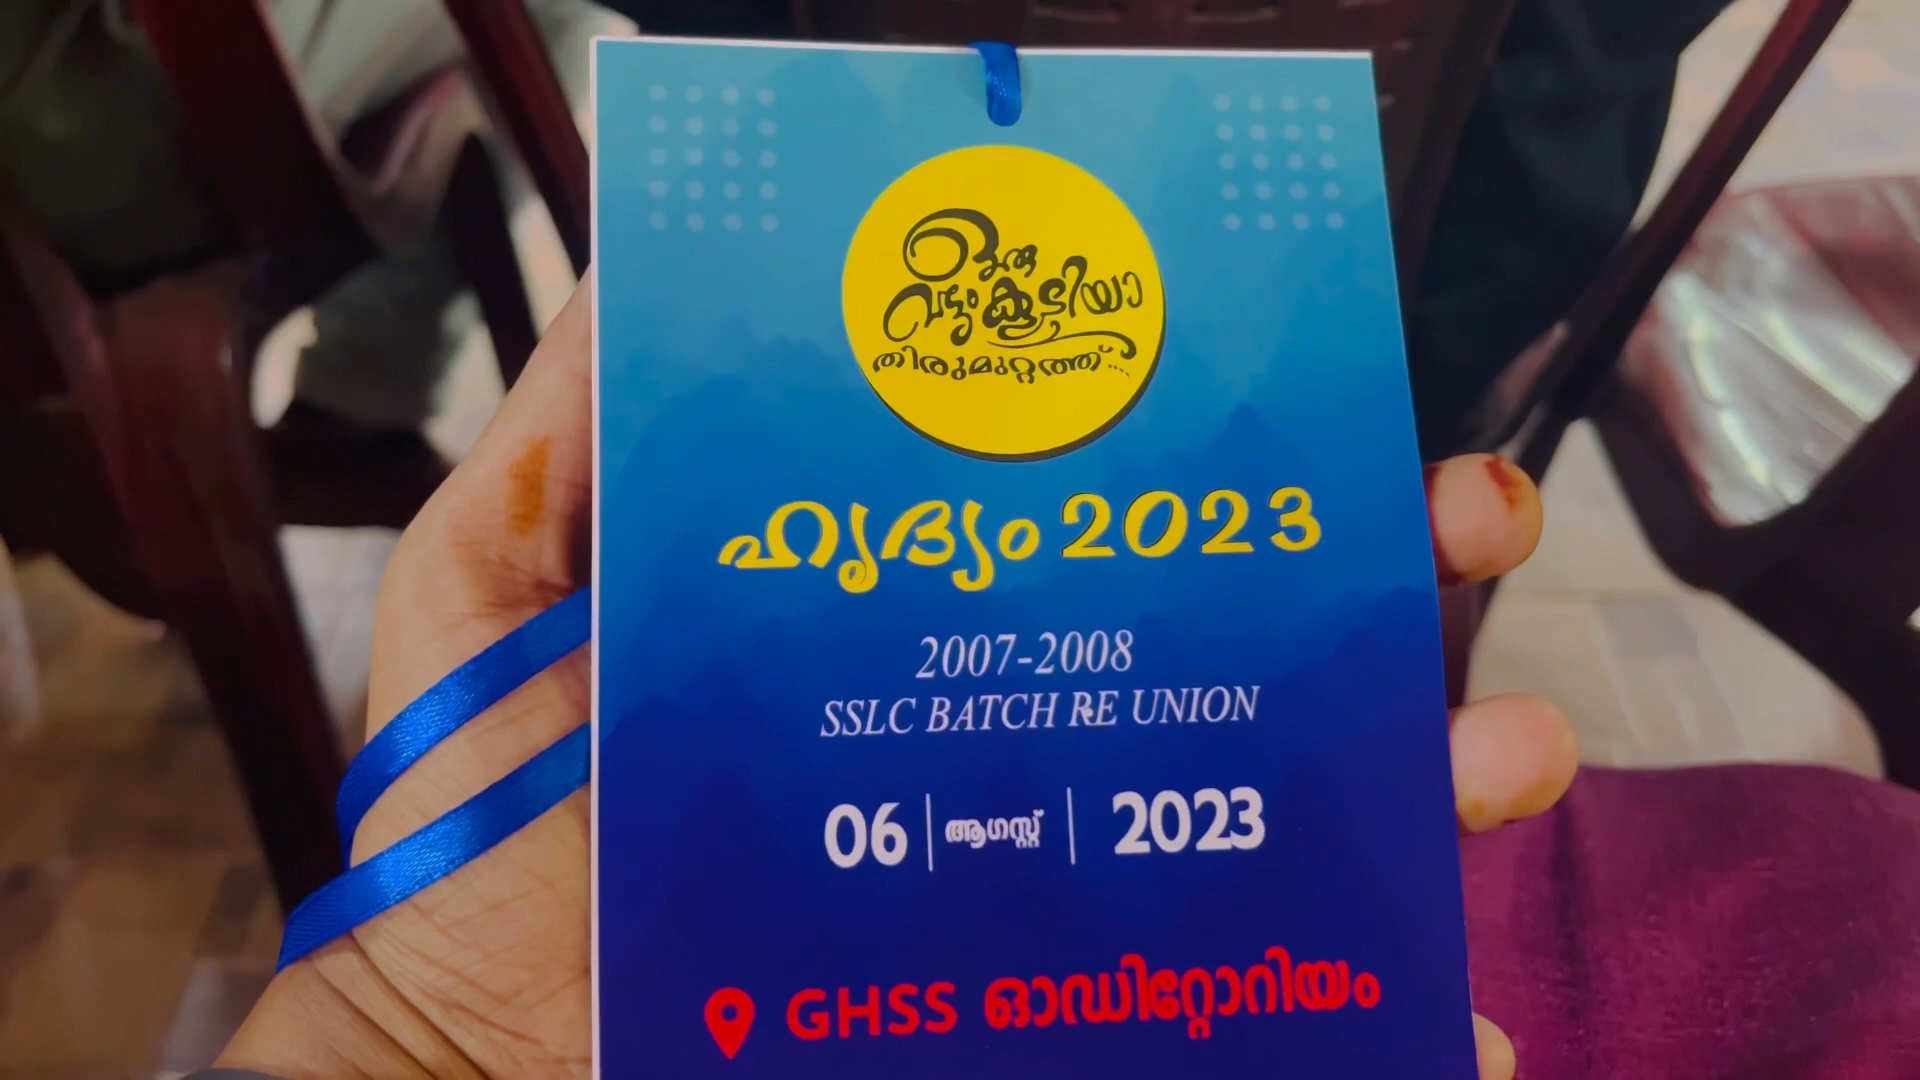 ഒരു
വട്ടംകൂടിയാ
തിരുമുറ്റത്ത്....
ഹൃദ്യം 2023
2007-2008
SSLC BATCH RE UNION
06 | ആഗസ്റ്റ് | 2023
GHSS ഓഡിറ്റോറിയം